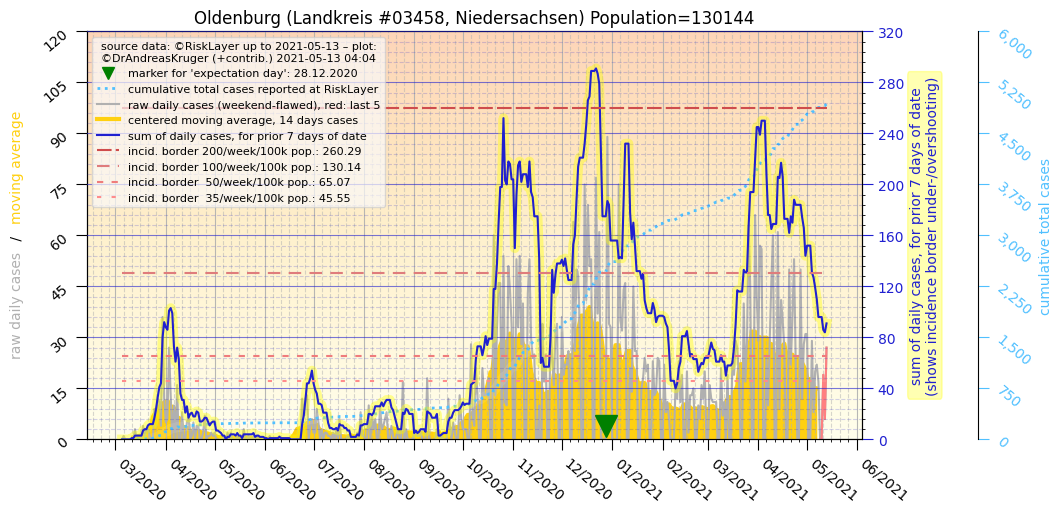 Oldenburg (Landkreis #03458, Niedersachsen) Population=130144
source data: ©RiskLayer up to 2021-05-13 – plot:
©DrAndreasKruger (+contrib.) 2021-05-13 04:04
marker for 'expectation day': 28.12.2020
cumulative total cases reported at RiskLayer
raw daily cases (weekend-flawed), red: last 5
centered moving average, 14 days cases
sum of daily cases, for prior 7 days of date
incid. border 200/week/100k pop.: 260.29
incid. border 100/week/100k pop.: 130.14
incid. border  50/week/100k pop.: 65.07
incid. border  35/week/100k pop.: 45.55
raw daily cases / moving average
120
105
90
75
60
45
30
15
0
320
280
240
200
160
120
80
40
0
sum of daily cases, for prior 7 days of date
(shows incidence border under-/overshooting)
6,000
5,250
4,500
3,750
3,000
2,250
1,500
750
0
cumulative total cases
03/2020
04/2020
05/2020
06/2020
07/2020
08/2020
09/2020
10/2020
11/2020
12/2020
01/2021
02/2021
03/2021
04/2021
05/2021
06/2021